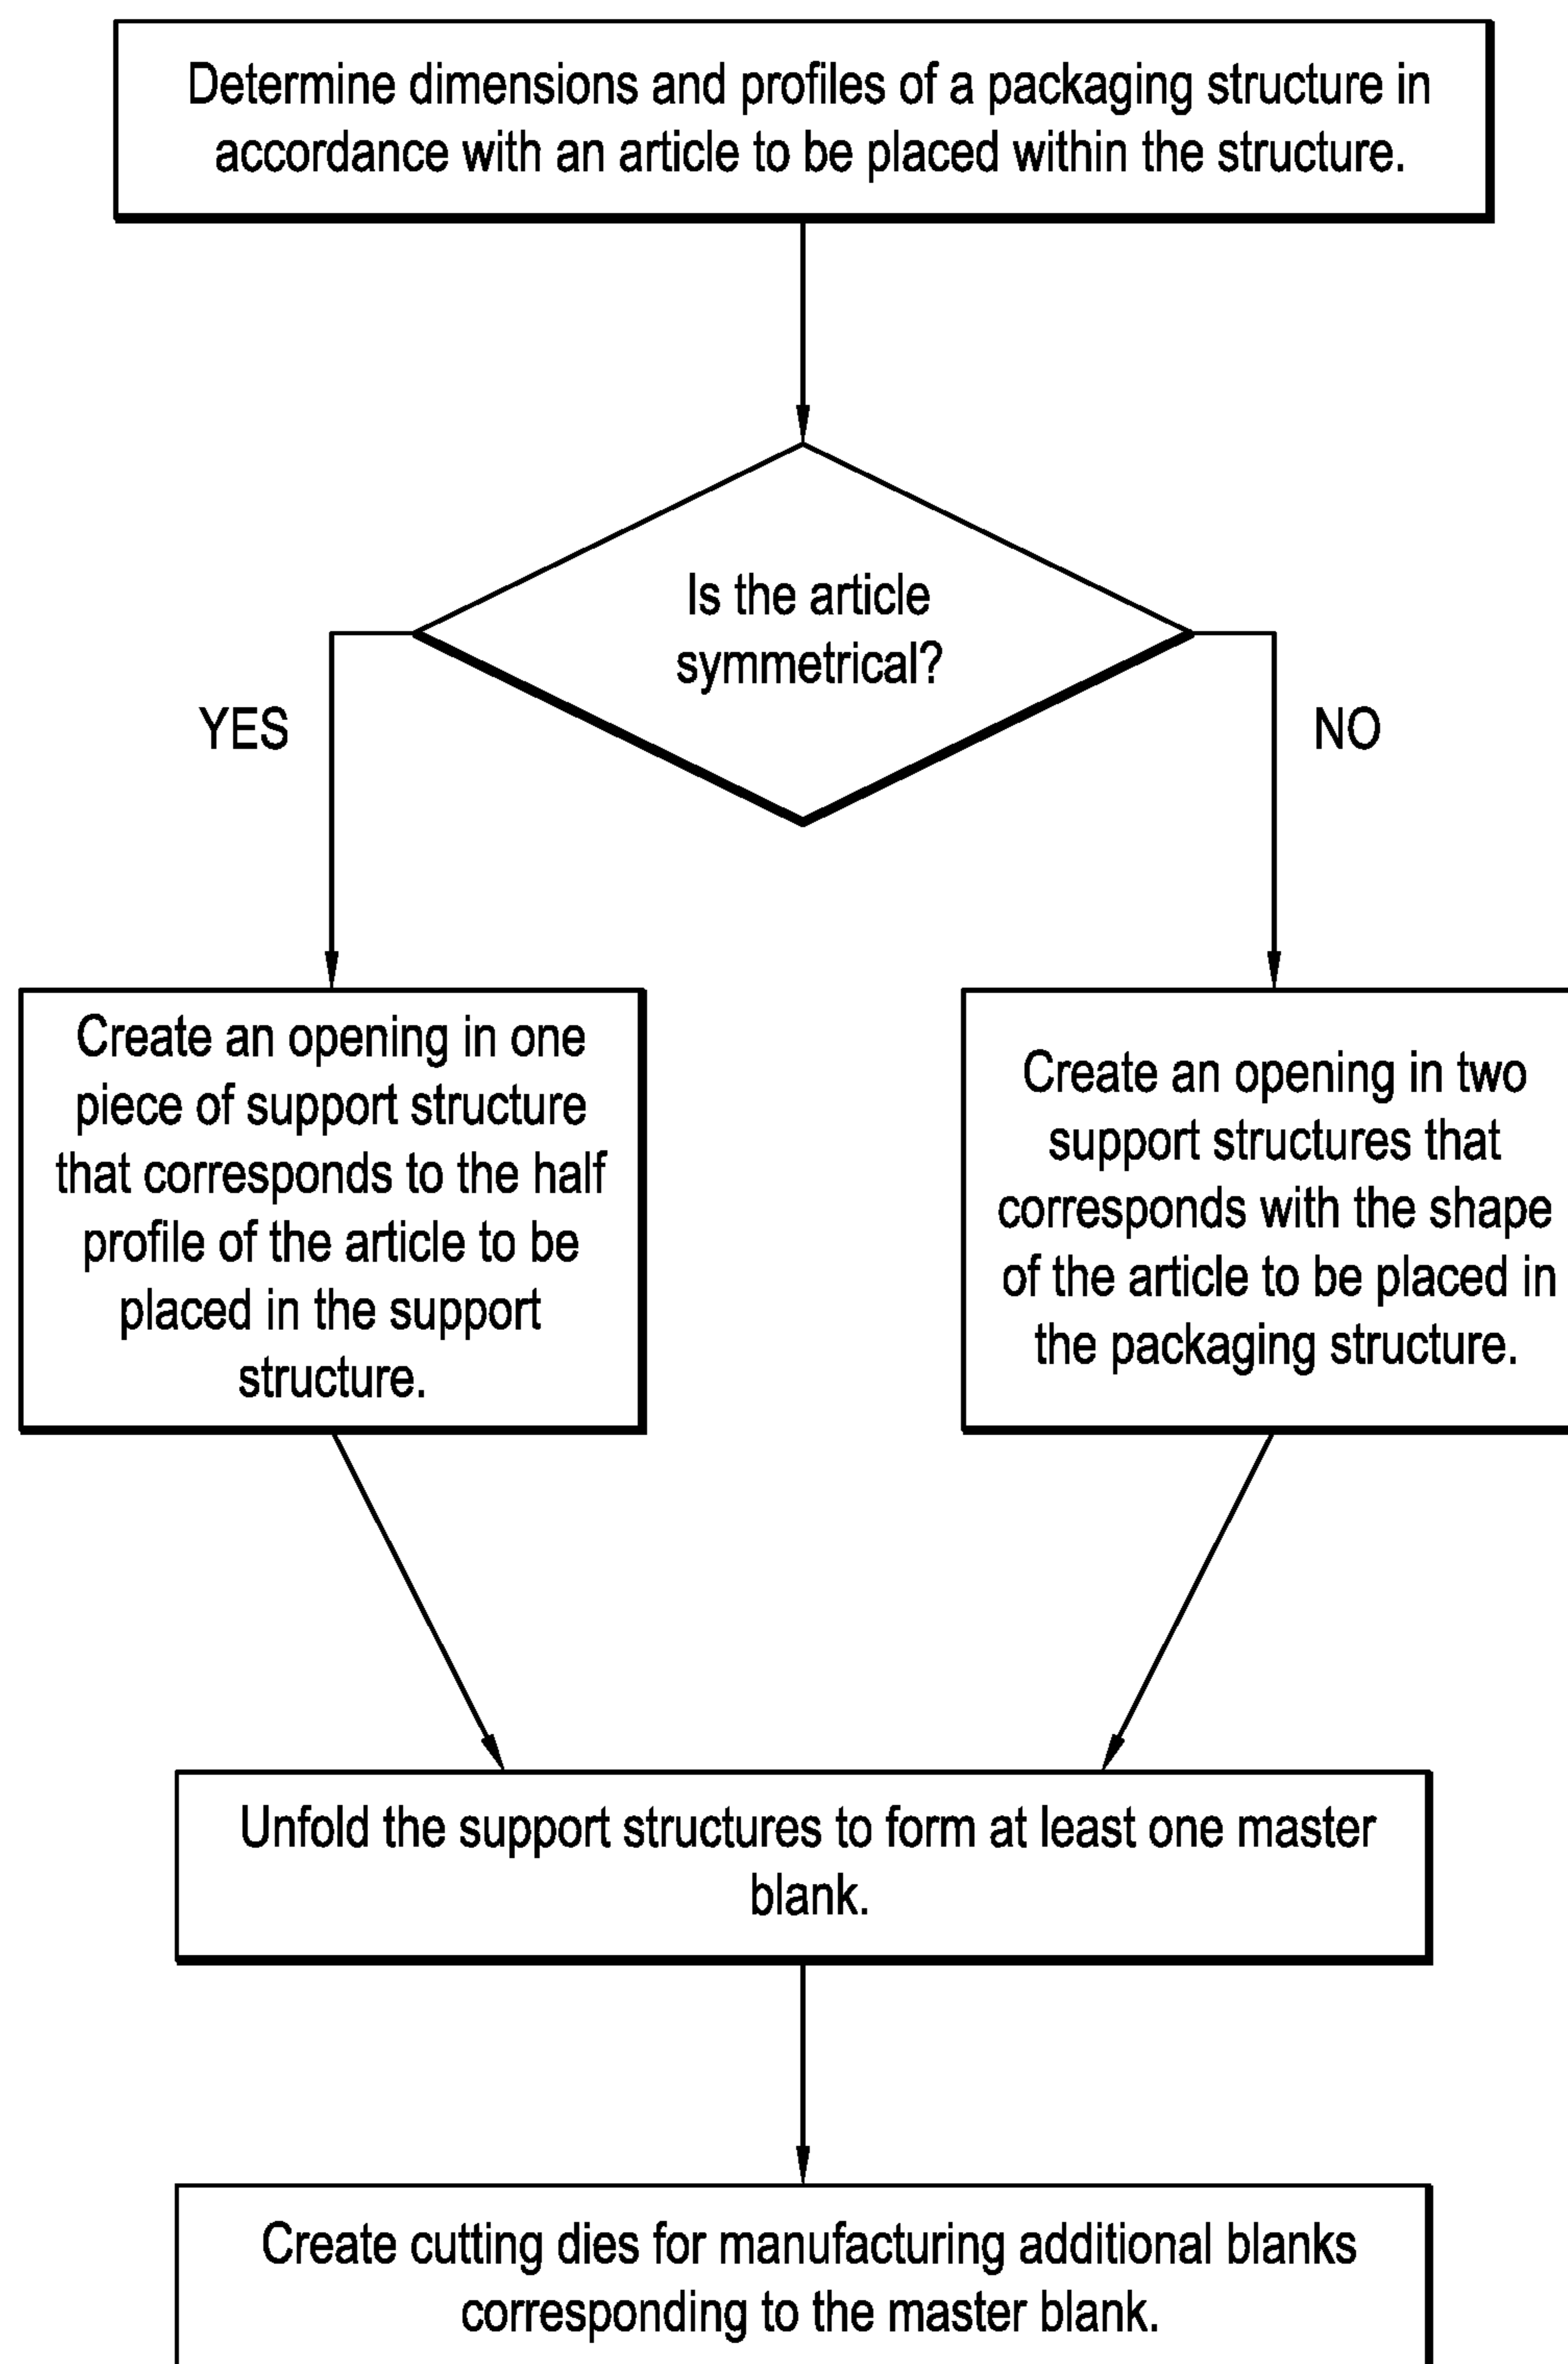 Determine dimensions and profiles of a packaging structure in
accordance with an article to be placed within the structure.
Is the article
symmetrical?
YES
NO
Create an opening in one
piece of support structure
that corresponds to the half
profile of the article to be
placed in the support
structure.
Create an opening in two
support structures that
corresponds with the shape
of the article to be placed in
the packaging structure.
Unfold the support structures to form at least one master
blank.
Create cutting dies for manufacturing additional blanks
corresponding to the master blank.